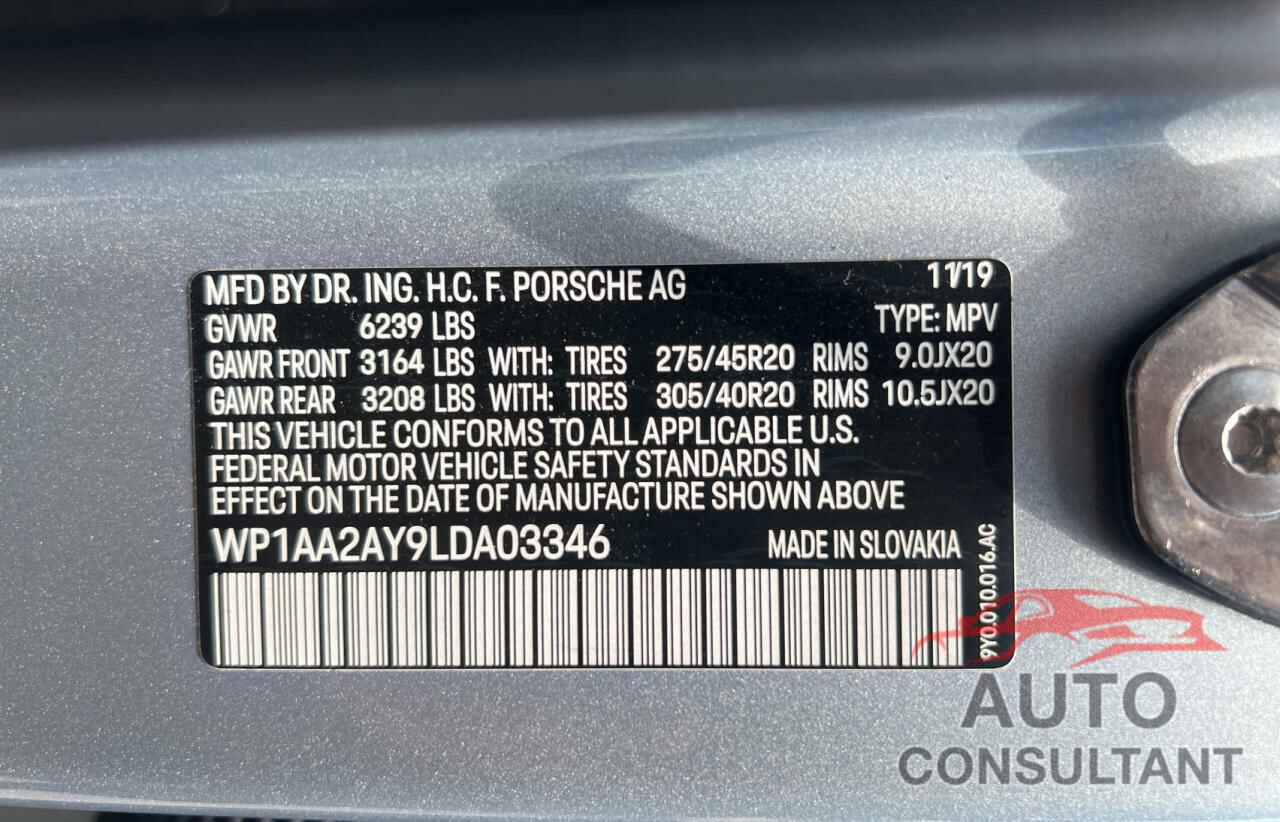 MFD BY DR. ING. H.C. F. PORSCHE AG 11/19
GVWR 6239 LBS TYPE: MPV
GAWR FRONT 3164 LBS WITH: TIRES 275/45R20 RIMS 9.0JX20
GAWR REAR 3208 LBS WITH: TIRES 305/40R20 RIMS 10.5JX20
THIS VEHICLE CONFORMS TO ALL APPLICABLE U.S.
FEDERAL MOTOR VEHICLE SAFETY STANDARDS IN
EFFECT ON THE DATE OF MANUFACTURE SHOWN ABOVE
WP1AA2AY9LDA03346 MADE IN SLOVAKIA
9Y0.010.016.AC
AUTO
CONSULTANT